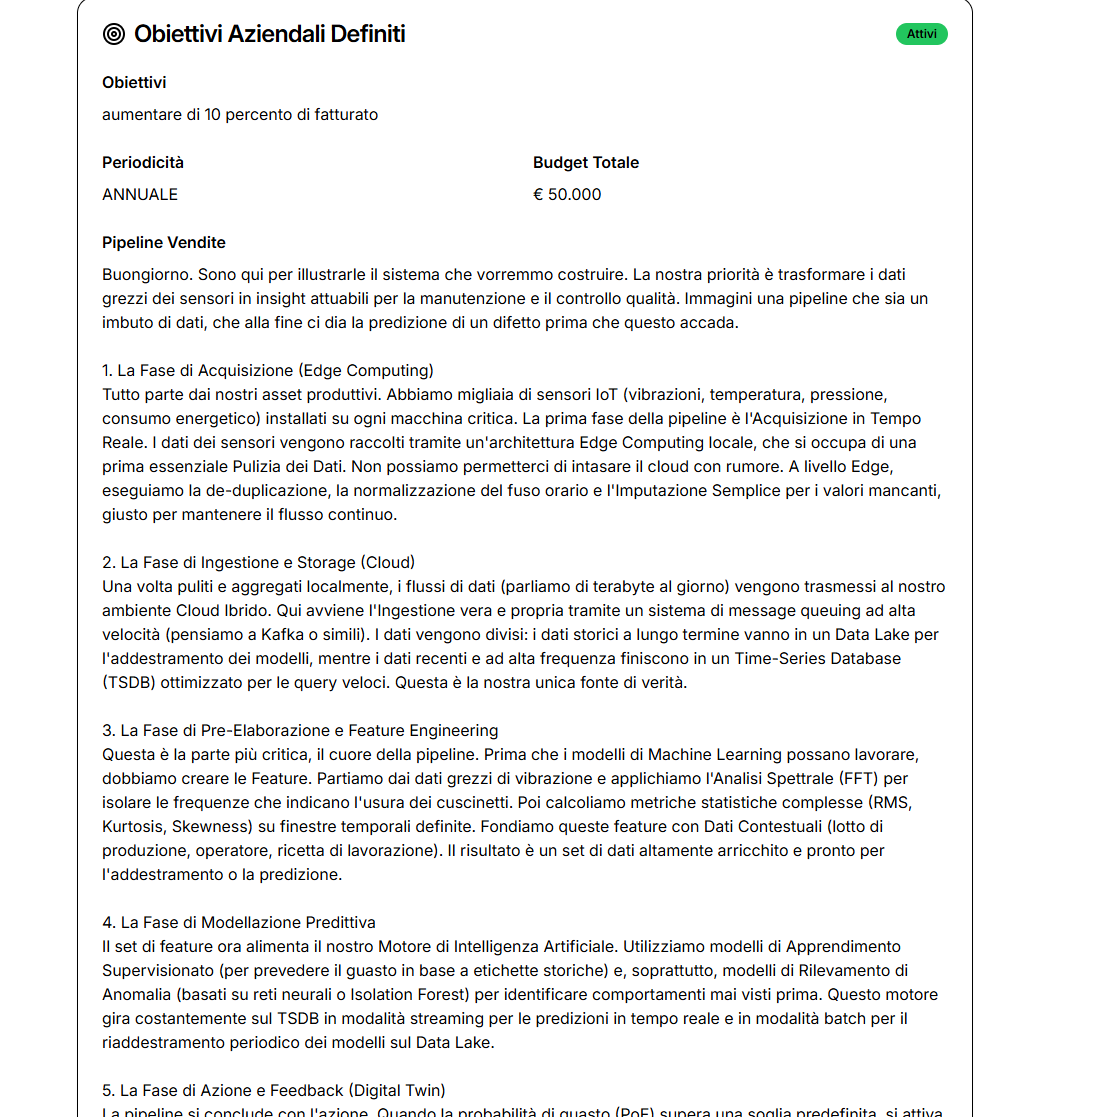 Obiettivi Aziendali Definiti
Attivi
Obiettivi
aumentare di 10 percento di fatturato
Periodicità
Budget Totale
ANNUALE
€ 50.000
Pipeline Vendite
Buongiorno. Sono qui per illustrarle il sistema che vorremmo costruire. La nostra priorità è trasformare i dati
grezzi dei sensori in insight attuabili per la manutenzione e il controllo qualità. Immagini una pipeline che sia un
imbuto di dati, che alla fine ci dia la predizione di un difetto prima che questo accada.
1. La Fase di Acquisizione (Edge Computing)
Tutto parte dai nostri asset produttivi. Abbiamo migliaia di sensori IoT (vibrazioni, temperatura, pressione,
consumo energetico) installati su ogni macchina critica. La prima fase della pipeline è l'Acquisizione in Tempo
Reale. I dati dei sensori vengono raccolti tramite un'architettura Edge Computing locale, che si occupa di una
prima essenziale Pulizia dei Dati. Non possiamo permetterci di intasare il cloud con rumore. A livello Edge,
eseguiamo la de-duplicazione, la normalizzazione del fuso orario e l'Imputazione Semplice per i valori mancanti,
giusto per mantenere il flusso continuo.
2. La Fase di Ingestione e Storage (Cloud)
Una volta puliti e aggregati localmente, i flussi di dati (parliamo di terabyte al giorno) vengono trasmessi al nostro
ambiente Cloud Ibrido. Qui avviene l'Ingestione vera e propria tramite un sistema di message queuing ad alta
velocità (pensiamo a Kafka o simili). I dati vengono divisi: i dati storici a lungo termine vanno in un Data Lake per
l'addestramento dei modelli, mentre i dati recenti e ad alta frequenza finiscono in un Time-Series Database
(TSDB) ottimizzato per le query veloci. Questa è la nostra unica fonte di verità.
3. La Fase di Pre-Elaborazione e Feature Engineering
Questa è la parte più critica, il cuore della pipeline. Prima che i modelli di Machine Learning possano lavorare,
dobbiamo creare le Feature. Partiamo dai dati grezzi di vibrazione e applichiamo l'Analisi Spettrale (FFT) per
isolare le frequenze che indicano l'usura dei cuscinetti. Poi calcoliamo metriche statistiche complesse (RMS,
Kurtosis, Skewness) su finestre temporali definite. Fondiamo queste feature con Dati Contestuali (lotto di
produzione, operatore, ricetta di lavorazione). Il risultato è un set di dati altamente arricchito e pronto per
l'addestramento o la predizione.
4. La Fase di Modellazione Predittiva
Il set di feature ora alimenta il nostro Motore di Intelligenza Artificiale. Utilizziamo modelli di Apprendimento
Supervisionato (per prevedere il guasto in base a etichette storiche) e, soprattutto, modelli di Rilevamento di
Anomalia (basati su reti neurali o Isolation Forest) per identificare comportamenti mai visti prima. Questo motore
gira costantemente sul TSDB in modalità streaming per le predizioni in tempo reale e in modalità batch per il
riaddestramento periodico dei modelli sul Data Lake.
5. La Fase di Azione e Feedback (Digital Twin)
La pipeline si conclude con l'azione. Quando la probabilità di guasto (PoF) supera una soglia predefinita, si attiva